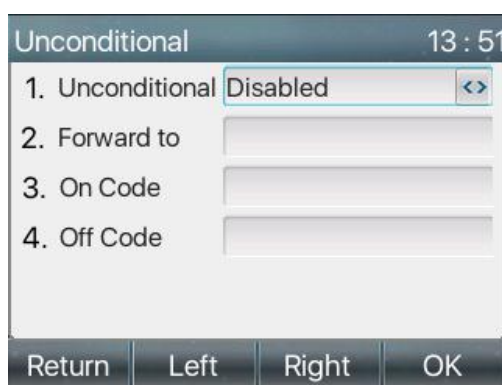 Unconditional 13:51
1. Unconditional Disabled <>
2. Forward to
3. On Code
4. Off Code
Return Left Right OK